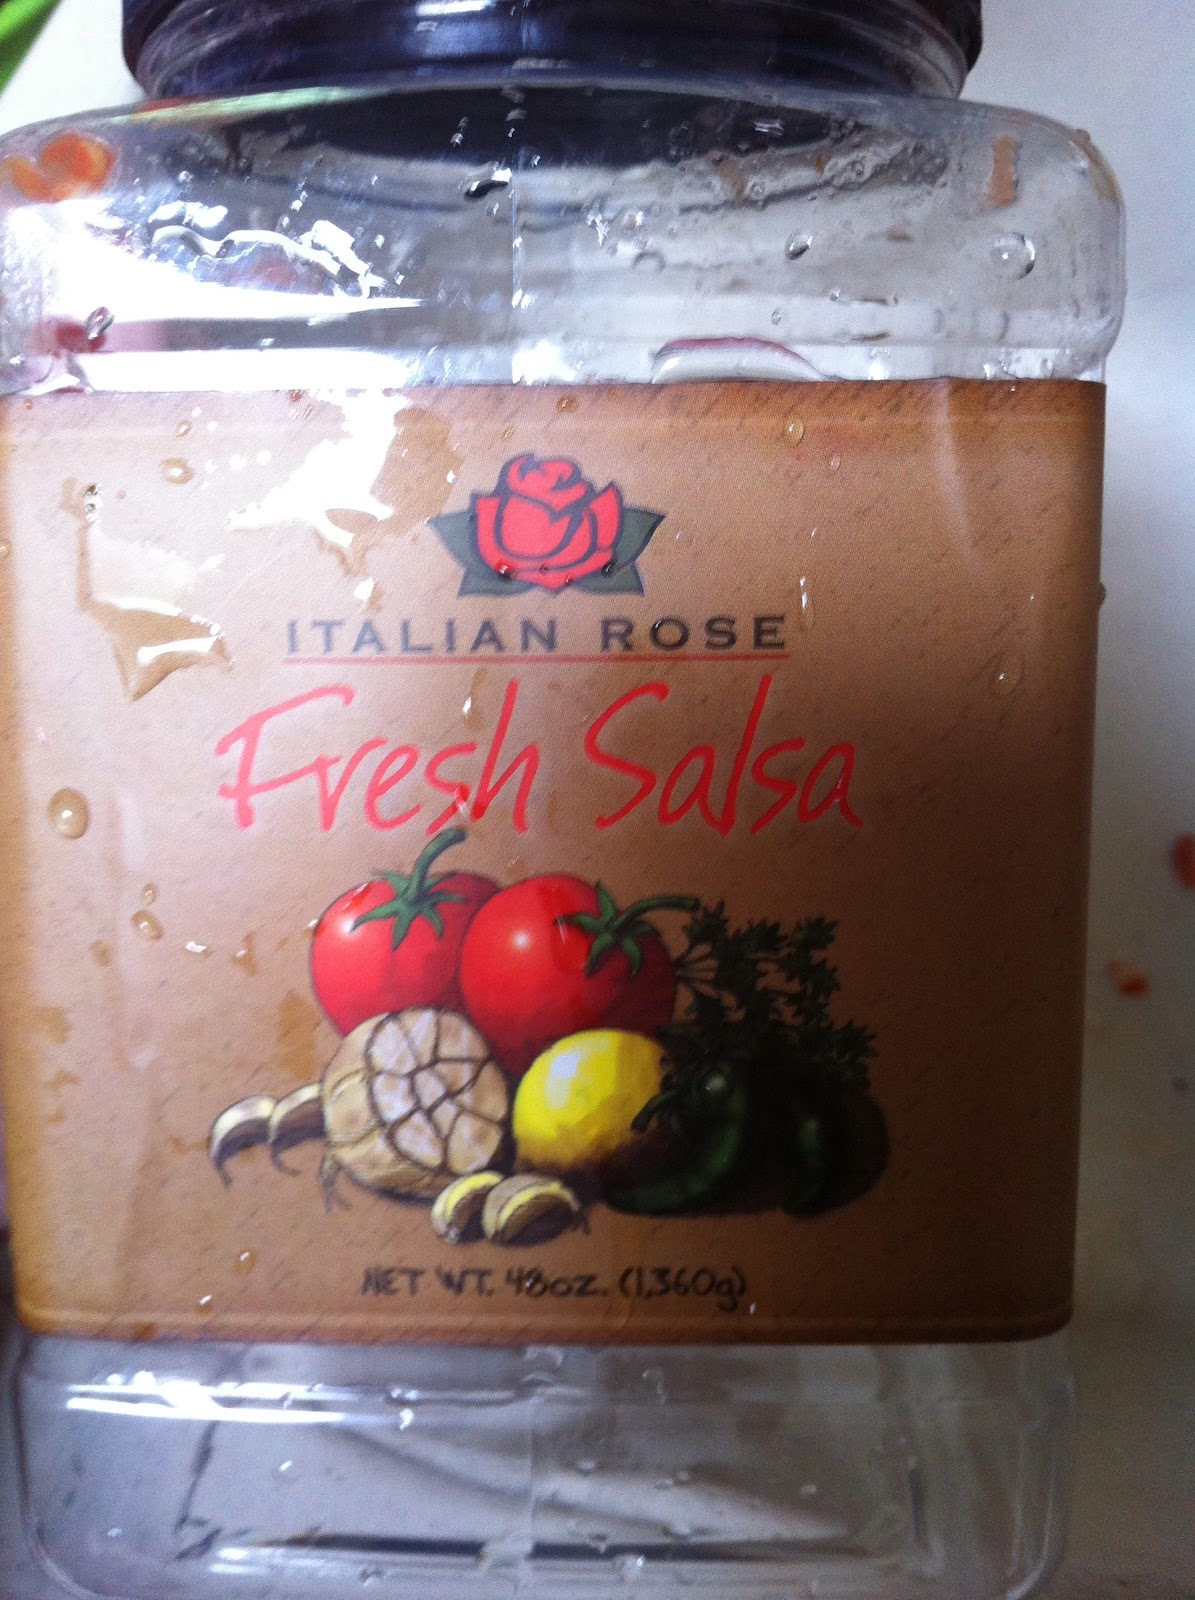 ITALIAN ROSE
Fresh Salsa
NET WT. 48oz. (1,360g)